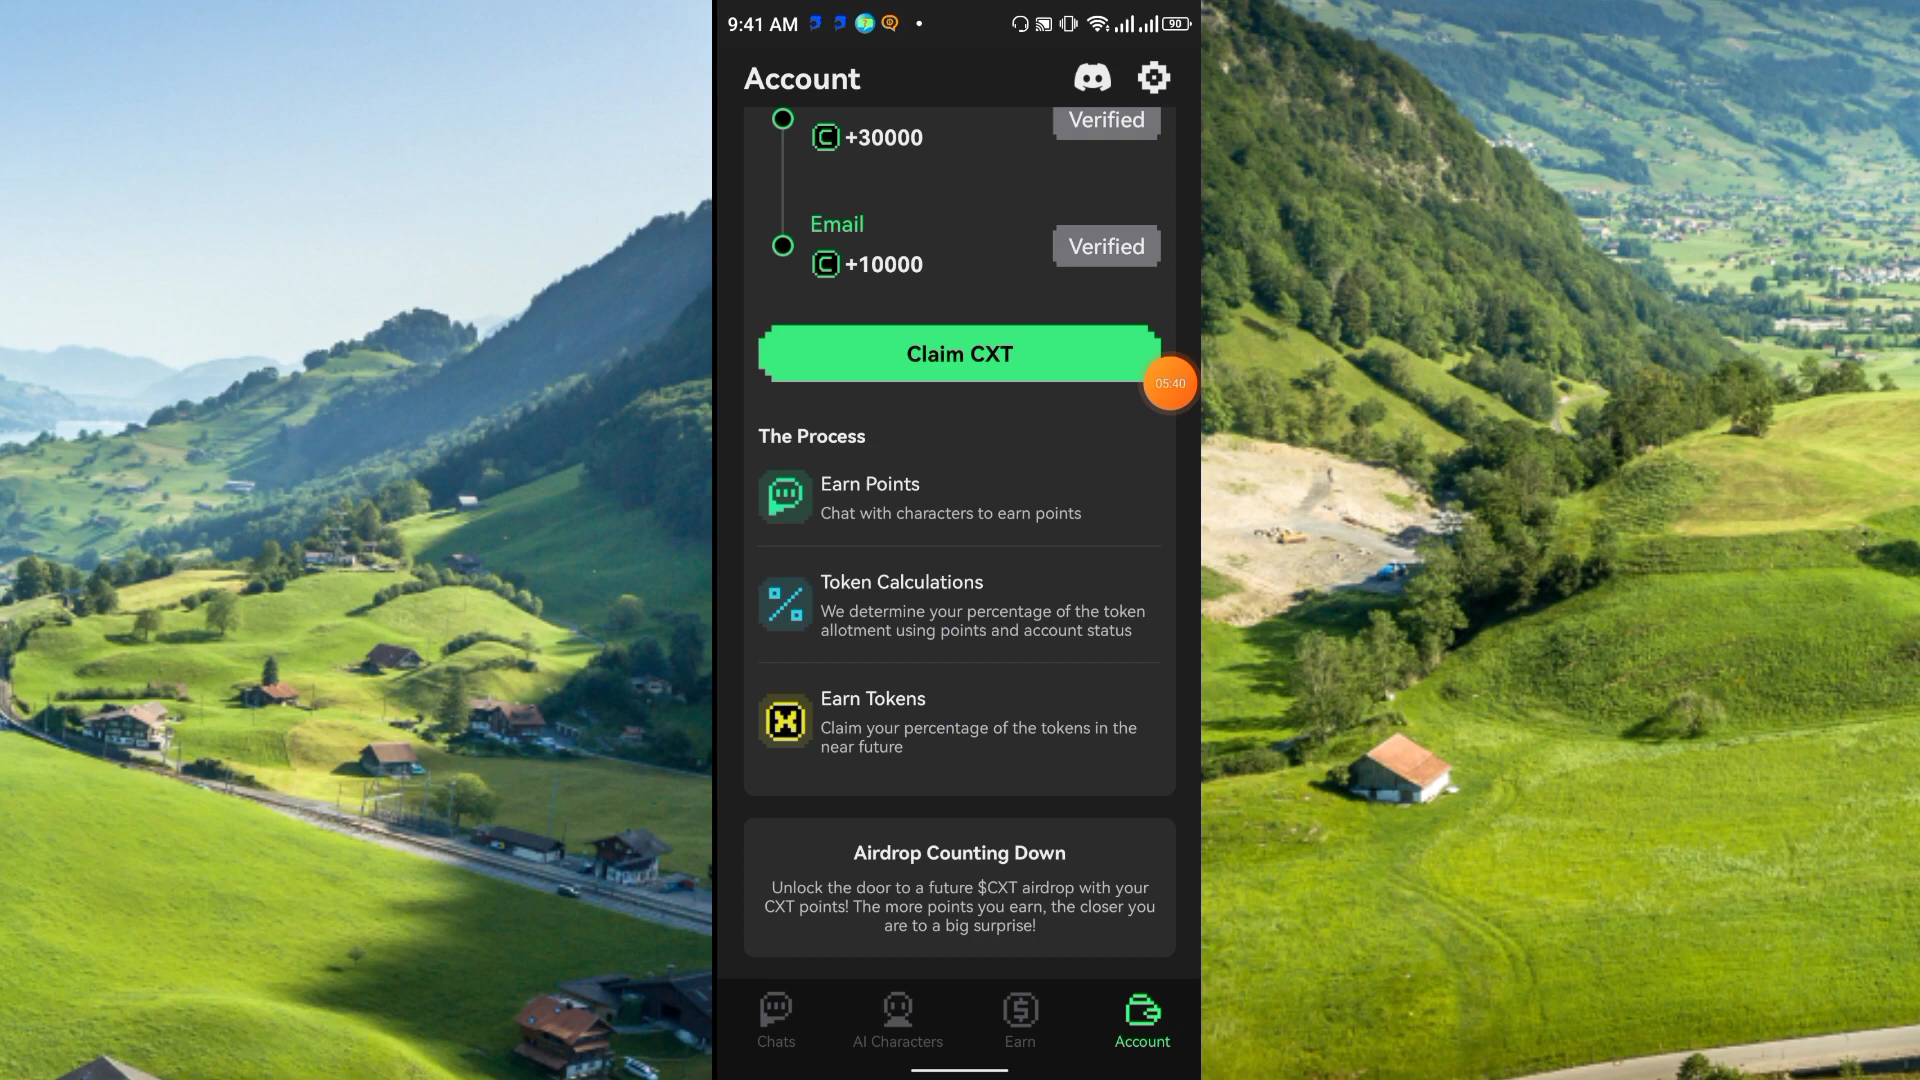 9:41 AM
90
Account
+30000
Verified
Email
+10000
Verified
Claim CXT
05:40
The Process
Earn Points
Chat with characters to earn points
Token Calculations
We determine your percentage of the token
allotment using points and account status
Earn Tokens
Claim your percentage of the tokens in the
near future
Airdrop Counting Down
Unlock the door to a future $CXT airdrop with your
CXT points! The more points you earn, the closer you
are to a big surprise!
Chats
AI Characters
Earn
Account